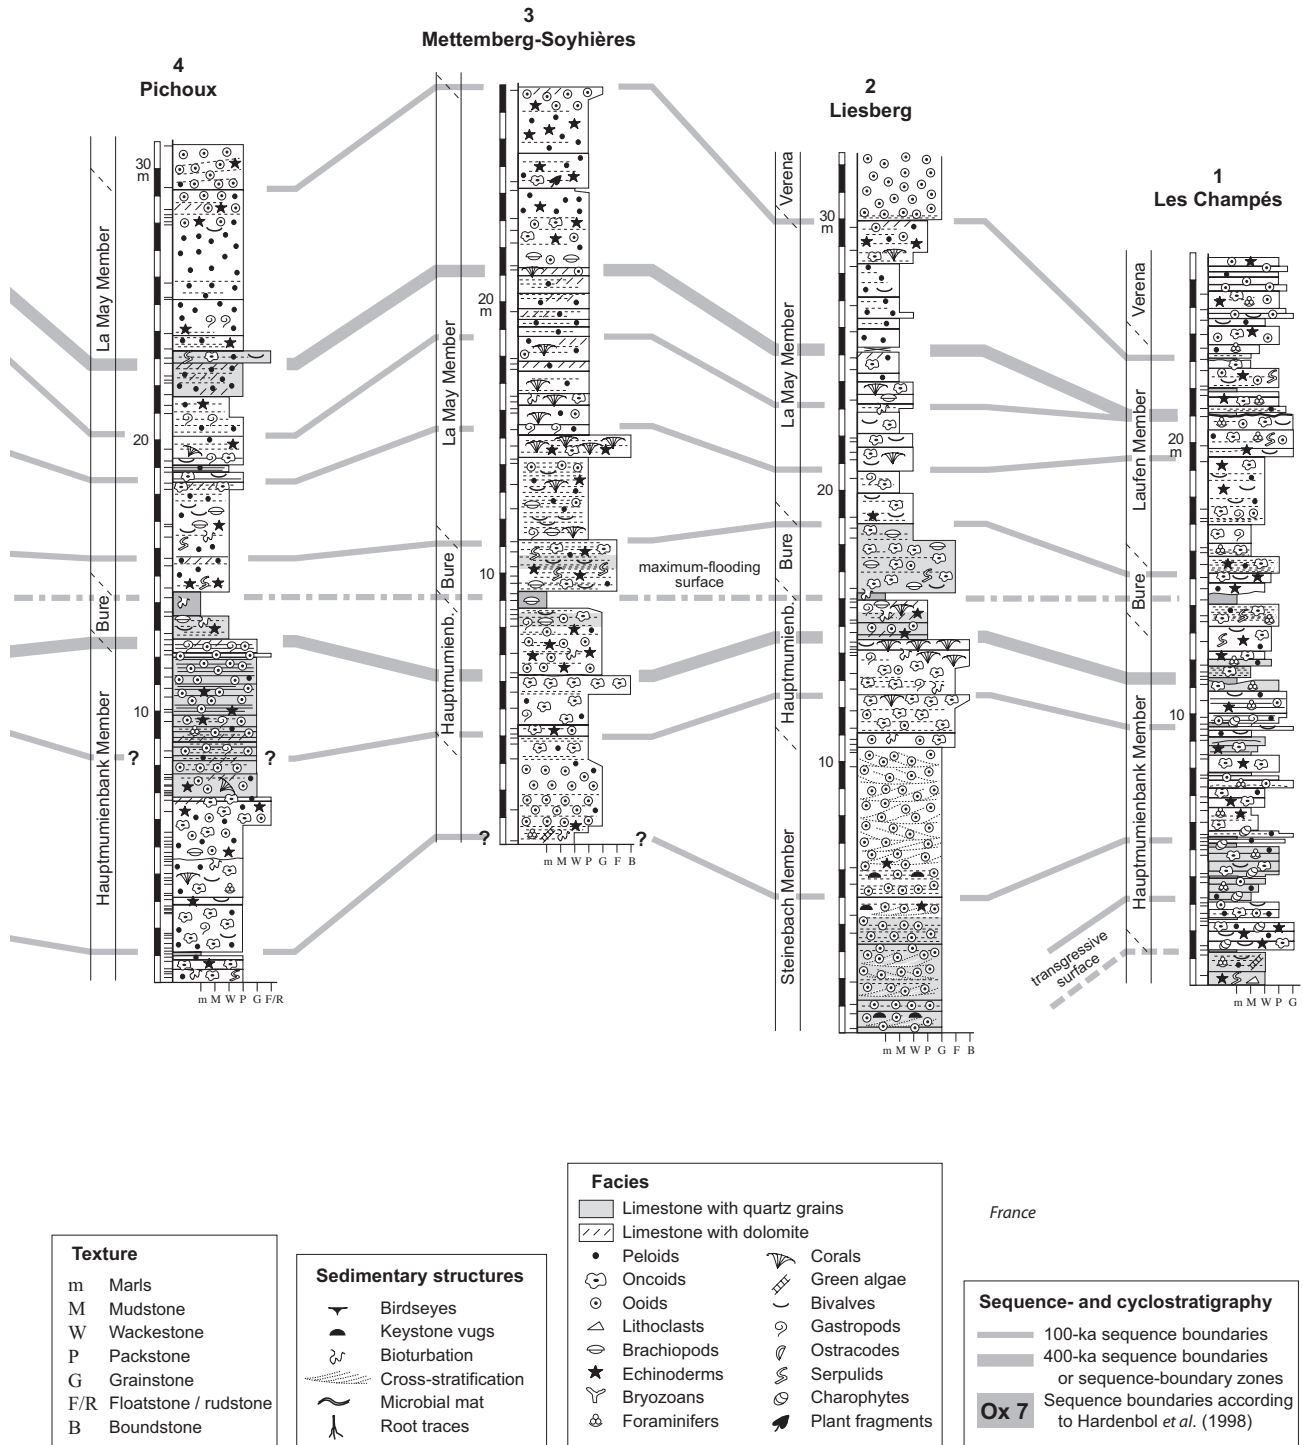 3
Mettemberg-Soyhières
4
Pichoux
2
Liesberg
1
Les Champés
La May Member
Bure
Hauptmumienbank Member
30
m
20
10
?
?
m M W P G F/R
La May Member
Bure
Hauptmumienb.
20
m
10
?
?
m M W P G F B
maximum-flooding
surface
Verena
La May Member
Bure
Hauptmumienb.
Steinebach Member
30
m
20
10
m M W P G F B
Verena
Laufen Member
Bure
Hauptmumienbank Member
20
m
10
transgressive
surface
m M W P G
Texture
m Marls
M Mudstone
W Wackestone
P Packstone
G Grainstone
F/R Floatstone / rudstone
B Boundstone
Sedimentary structures
Birdseyes
Keystone vugs
Bioturbation
Cross-stratification
Microbial mat
Root traces
Facies
Limestone with quartz grains
Limestone with dolomite
Peloids
Oncoids
Ooids
Lithoclasts
Brachiopods
Echinoderms
Bryozoans
Foraminifers
Corals
Green algae
Bivalves
Gastropods
Ostracodes
Serpulids
Charophytes
Plant fragments
France
Sequence- and cyclostratigraphy
100-ka sequence boundaries
400-ka sequence boundaries
or sequence-boundary zones
Ox 7 Sequence boundaries according
to Hardenbol et al. (1998)